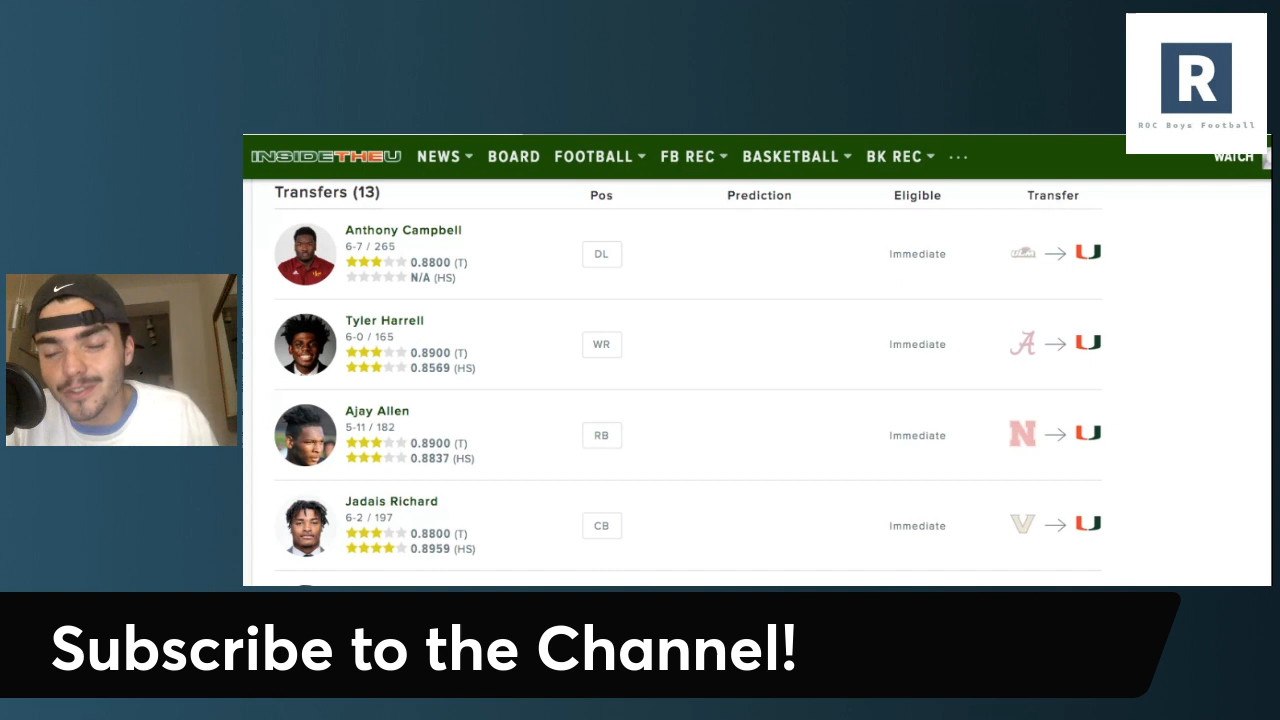 R
ROC Boys Football
INSIDETHEU NEWS BOARD FOOTBALL FB REC BASKETBALL BK REC ... WATCH
Transfers (13) Pos Prediction Eligible Transfer
Anthony Campbell
6-7 / 265
0.8800 (T)
N/A (HS)
DL Immediate ULM U
Tyler Harrell
6-0 / 165
0.8900 (T)
0.8569 (HS)
WR Immediate A U
Ajay Allen
5-11 / 182
0.8900 (T)
0.8837 (HS)
RB Immediate N U
Jadais Richard
6-2 / 197
0.8800 (T)
0.8959 (HS)
CB Immediate V U
Subscribe to the Channel!